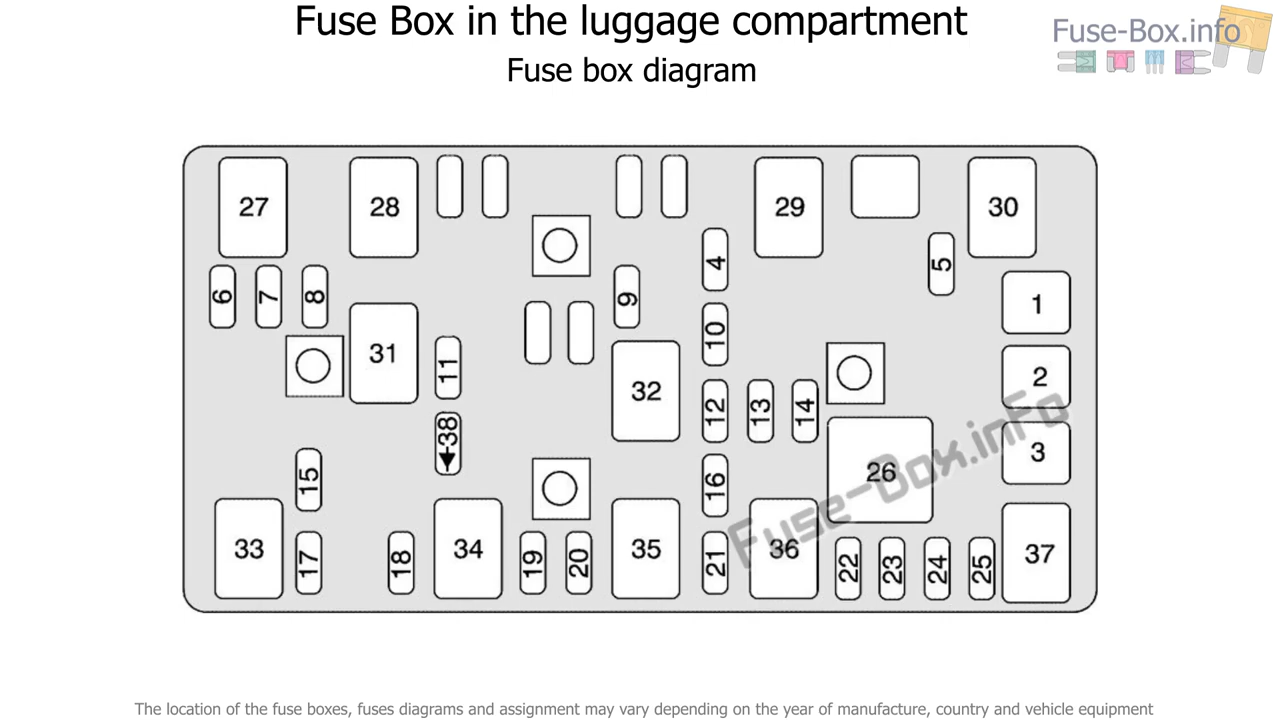 Fuse Box in the luggage compartment
Fuse box diagram
Fuse-Box.info
27 28 29 30
6 7 8 9 4 5 1
31 11 32 10 2
38 12 13 14 3
15 16 26
Fuse-Box.inFo
33 17 18 34 19 20 35 21 36 22 23 24 25 37
The location of the fuse boxes, fuses diagrams and assignment may vary depending on the year of manufacture, country and vehicle equipment